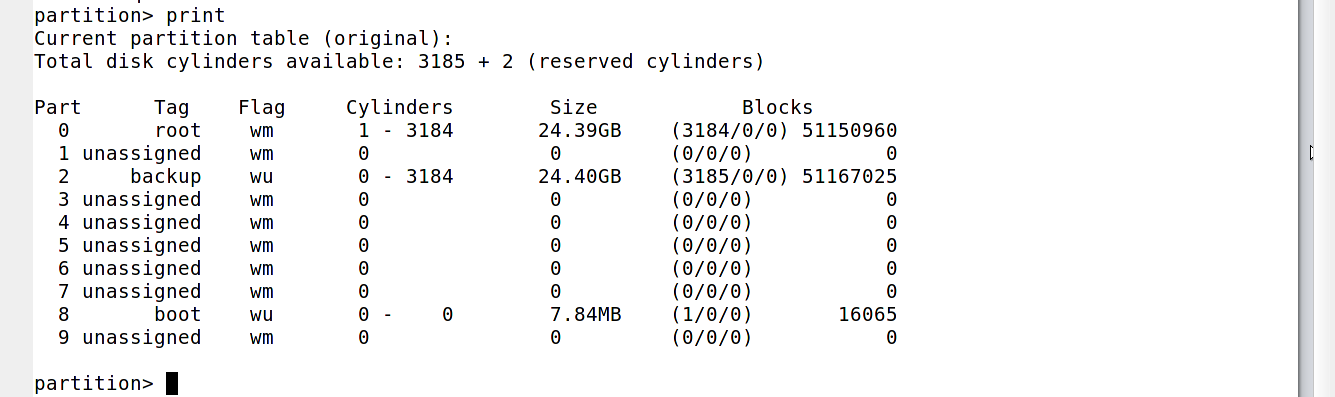 partition> print
Current partition table (original):
Total disk cylinders available: 3185 + 2 (reserved cylinders)
Part      Tag    Flag     Cylinders        Size            Blocks
  0       root    wm       1 - 3184       24.39GB    (3184/0/0) 51150960
  1 unassigned    wm       0               0         (0/0/0)           0
  2     backup    wu       0 - 3184       24.40GB    (3185/0/0) 51167025
  3 unassigned    wm       0               0         (0/0/0)           0
  4 unassigned    wm       0               0         (0/0/0)           0
  5 unassigned    wm       0               0         (0/0/0)           0
  6 unassigned    wm       0               0         (0/0/0)           0
  7 unassigned    wm       0               0         (0/0/0)           0
  8       boot    wu       0 -    0        7.84MB    (1/0/0)       16065
  9 unassigned    wm       0               0         (0/0/0)           0
partition>